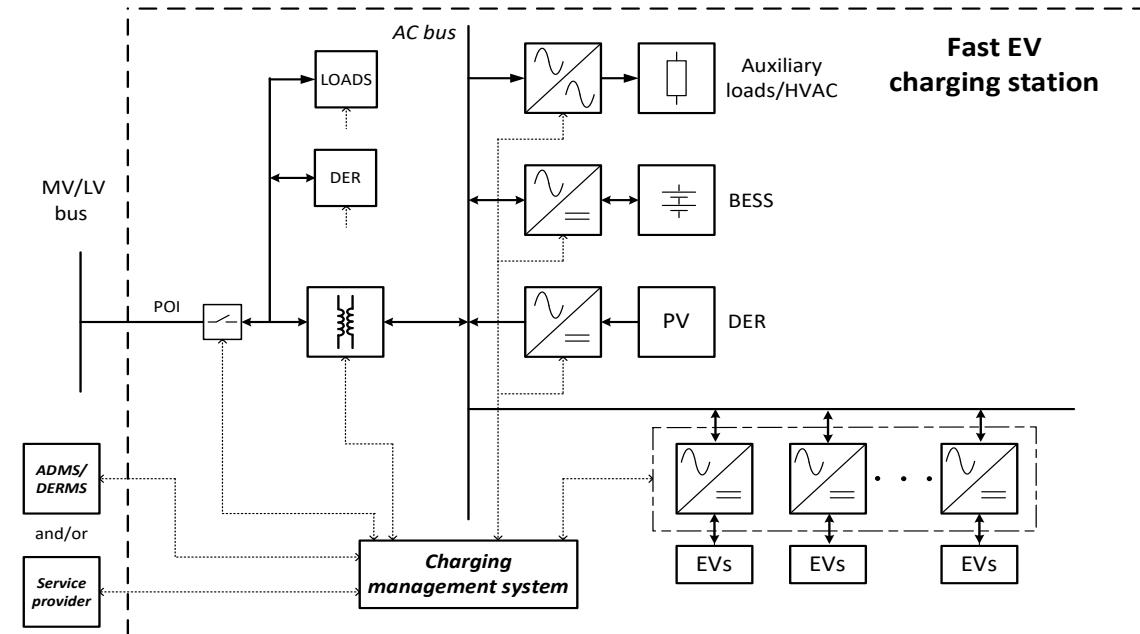 AC bus
Fast EV
charging station
LOADS
Auxiliary
loads/HVAC
DER
MV/LV
bus
BESS
POI
PV
DER
ADMS/
DERMS
and/or
Service
provider
Charging
management system
EVs
EVs
EVs